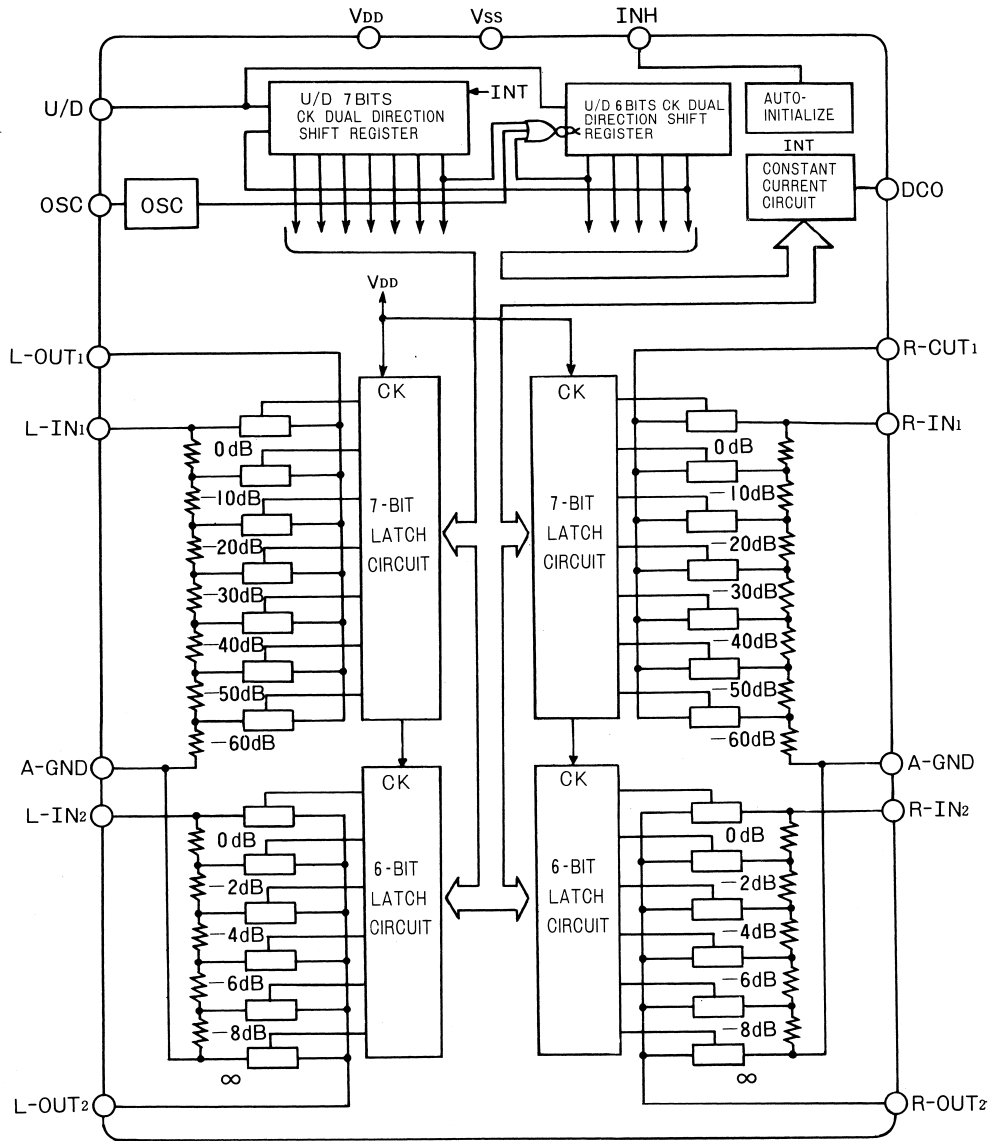 VDD
VSS
INH
U/D
U/D 7 BITS
CK DUAL DIRECTION
SHIFT REGISTER
INT
U/D 6 BITS CK DUAL
DIRECTION SHIFT
REGISTER
AUTO-
INITIALIZE
INT
CONSTANT
CURRENT
CIRCUIT
DCO
OSC
OSC
VDD
L-OUT1
R-CUT1
CK
CK
L-IN1
R-IN1
0dB
-10dB
-20dB
-30dB
-40dB
-50dB
-60dB
7-BIT
LATCH
CIRCUIT
7-BIT
LATCH
CIRCUIT
0dB
-10dB
-20dB
-30dB
-40dB
-50dB
-60dB
A-GND
A-GND
CK
CK
L-IN2
R-IN2
0dB
-2dB
-4dB
-6dB
-8dB
∞
6-BIT
LATCH
CIRCUIT
6-BIT
LATCH
CIRCUIT
0dB
-2dB
-4dB
-6dB
-8dB
∞
L-OUT2
R-OUT2